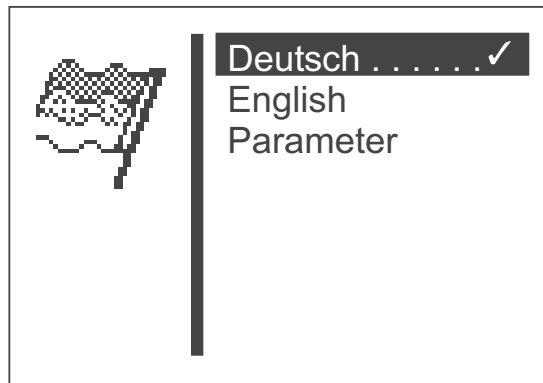 Deutsch . . . . . . ✓
English
Parameter